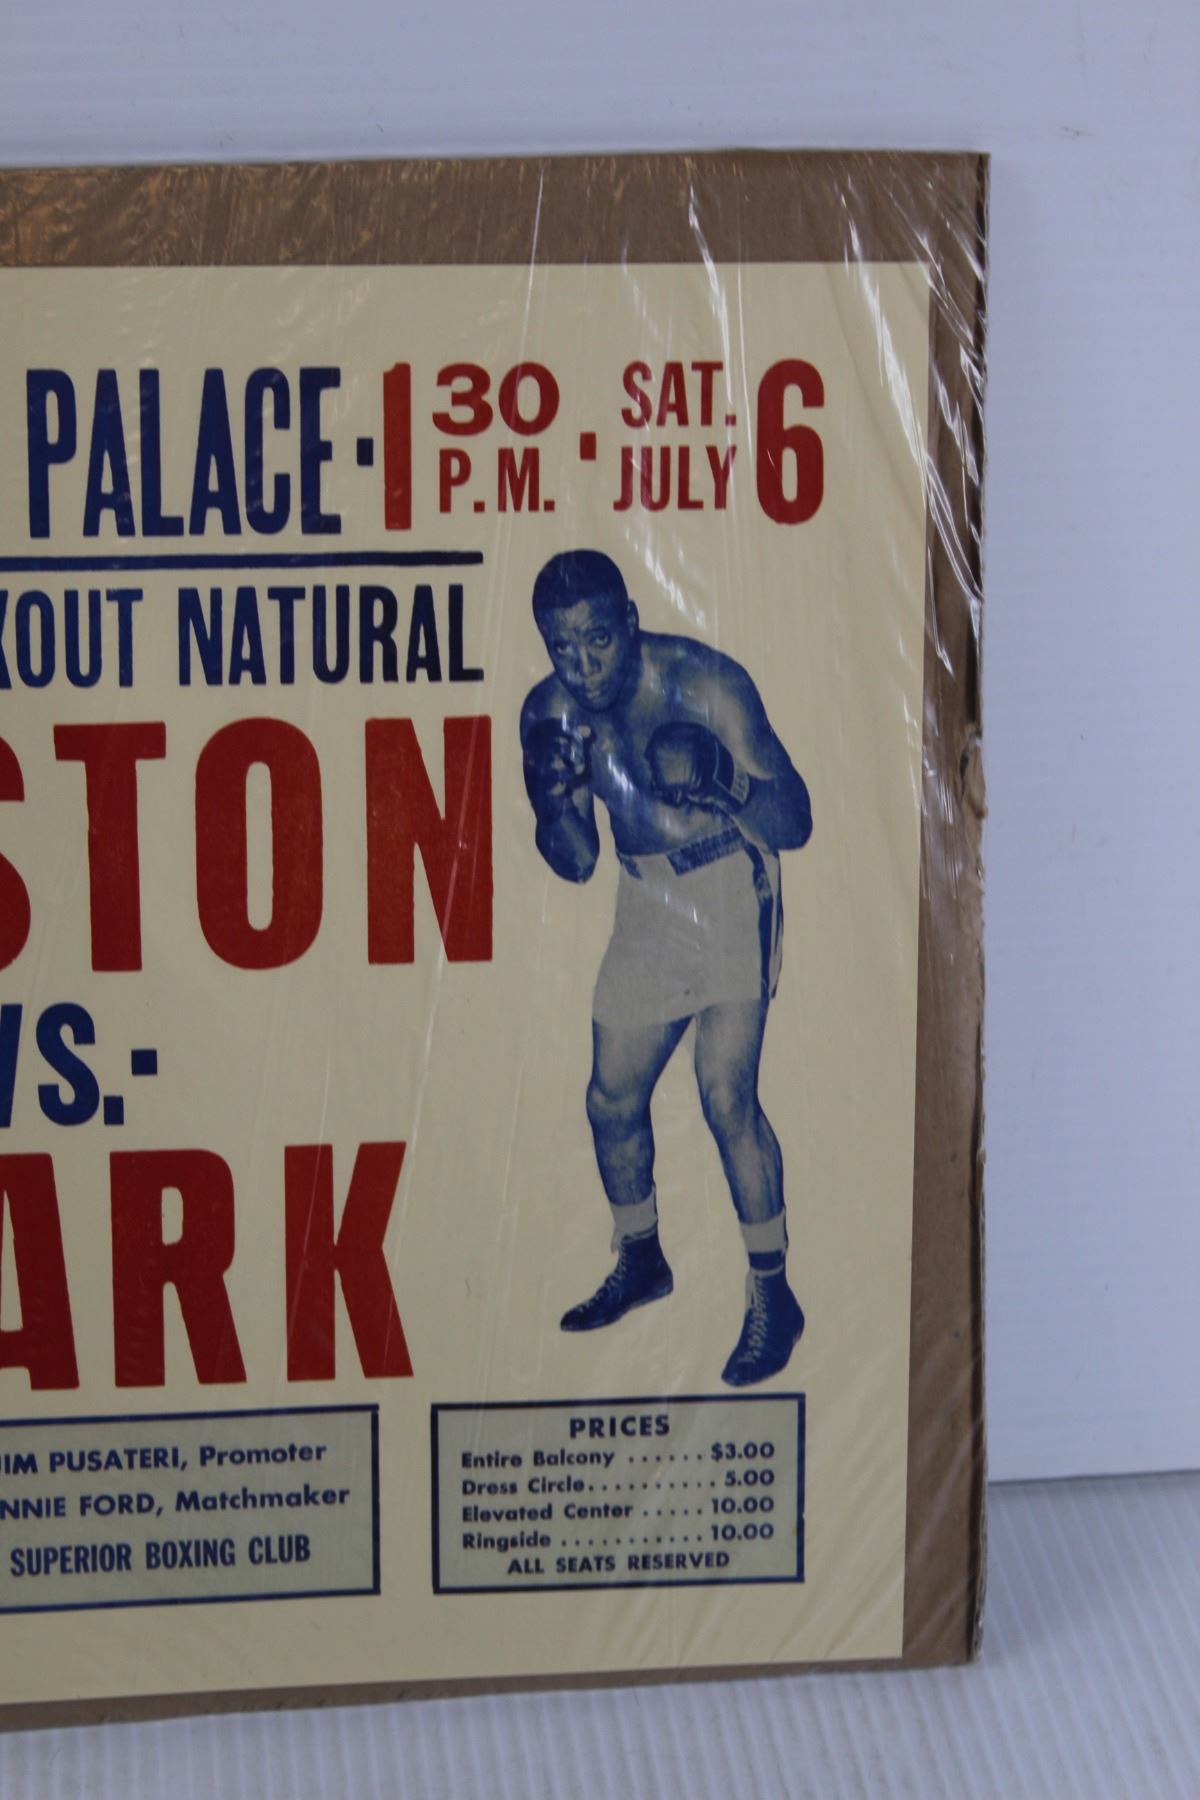 PALACE · 1 30 P.M. · SAT. JULY 6
KOUT NATURAL
STON
VS.-
ARK
JIM PUSATERI, Promoter
NNIE FORD, Matchmaker
SUPERIOR BOXING CLUB
PRICES
Entire Balcony ...... $3.00
Dress Circle.......... 5.00
Elevated Center ..... 10.00
Ringside ........... 10.00
ALL SEATS RESERVED